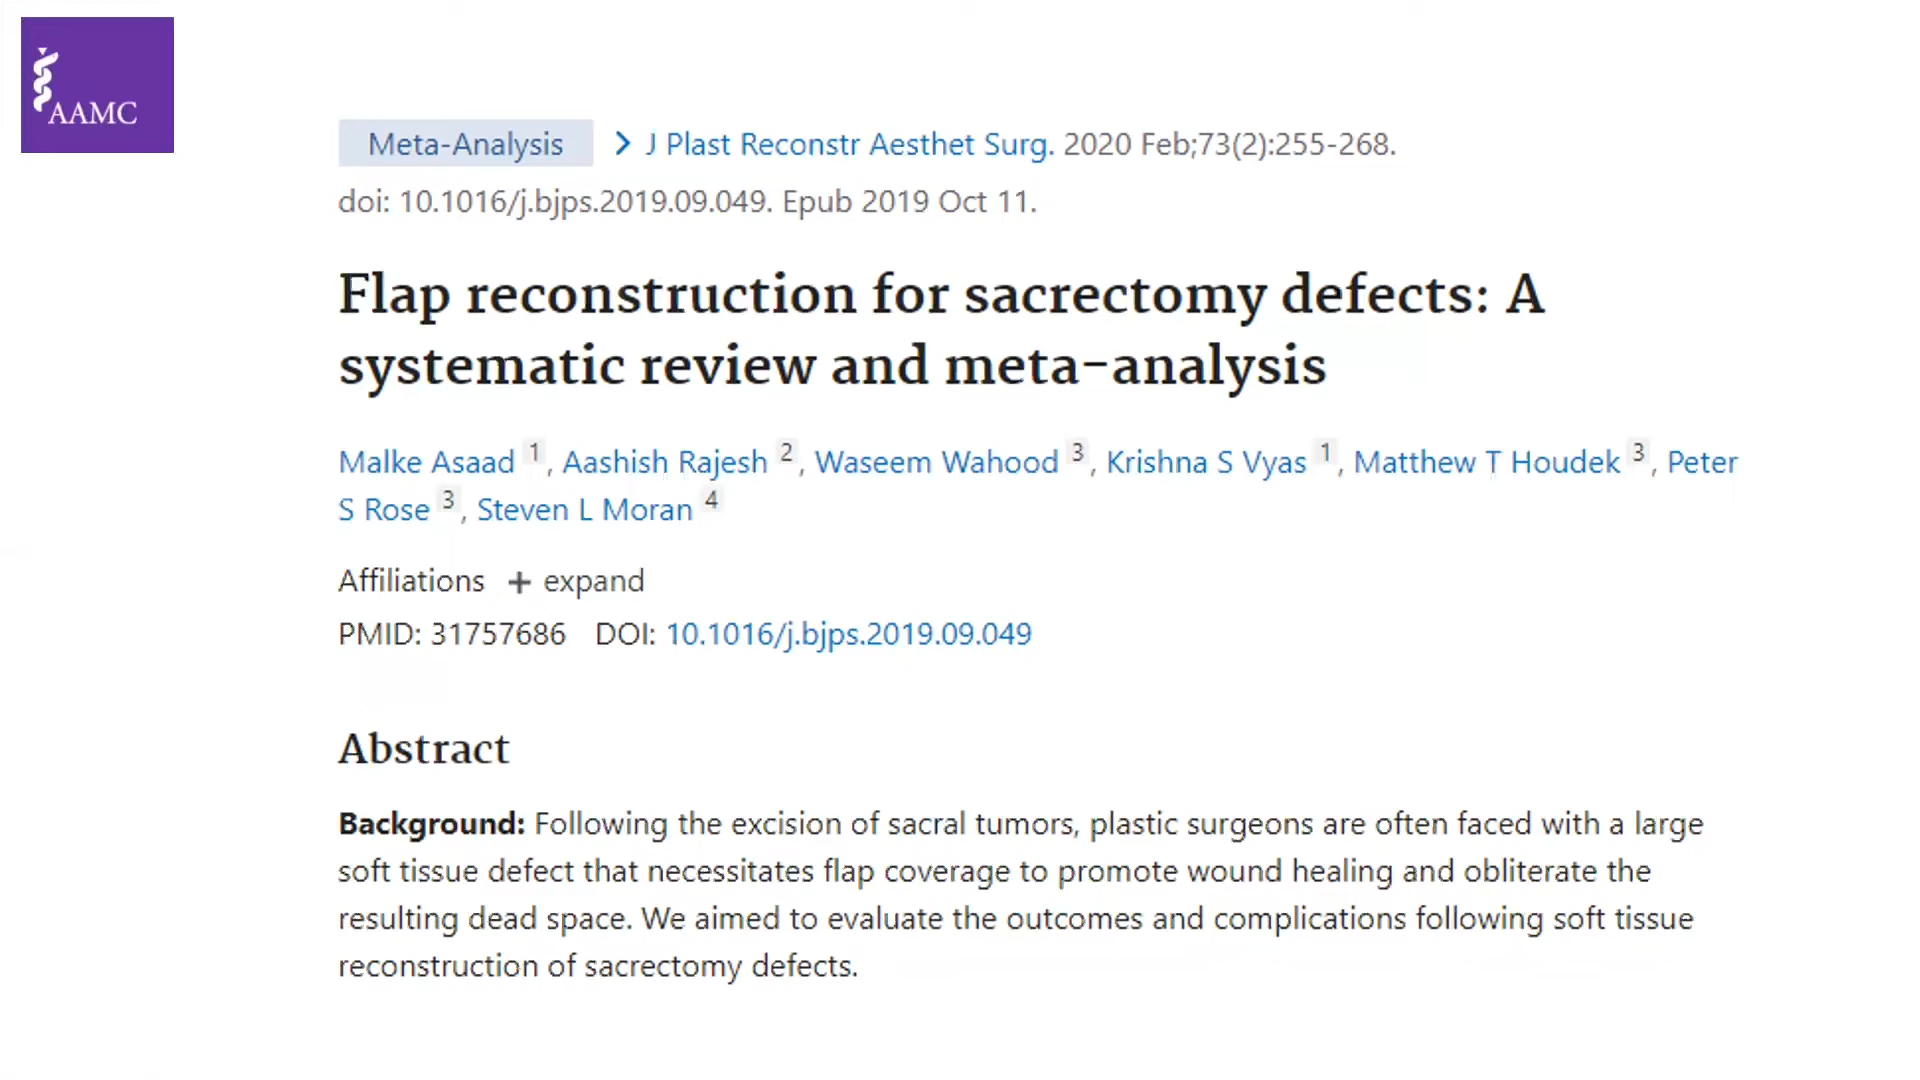 AAMC
Meta-Analysis > J Plast Reconstr Aesthet Surg. 2020 Feb;73(2):255-268.
doi: 10.1016/j.bjps.2019.09.049. Epub 2019 Oct 11.
Flap reconstruction for sacrectomy defects: A
systematic review and meta-analysis
Malke Asaad 1, Aashish Rajesh 2, Waseem Wahood 3, Krishna S Vyas 1, Matthew T Houdek 3, Peter
S Rose 3, Steven L Moran 4
Affiliations + expand
PMID: 31757686 DOI: 10.1016/j.bjps.2019.09.049
Abstract
Background: Following the excision of sacral tumors, plastic surgeons are often faced with a large
soft tissue defect that necessitates flap coverage to promote wound healing and obliterate the
resulting dead space. We aimed to evaluate the outcomes and complications following soft tissue
reconstruction of sacrectomy defects.